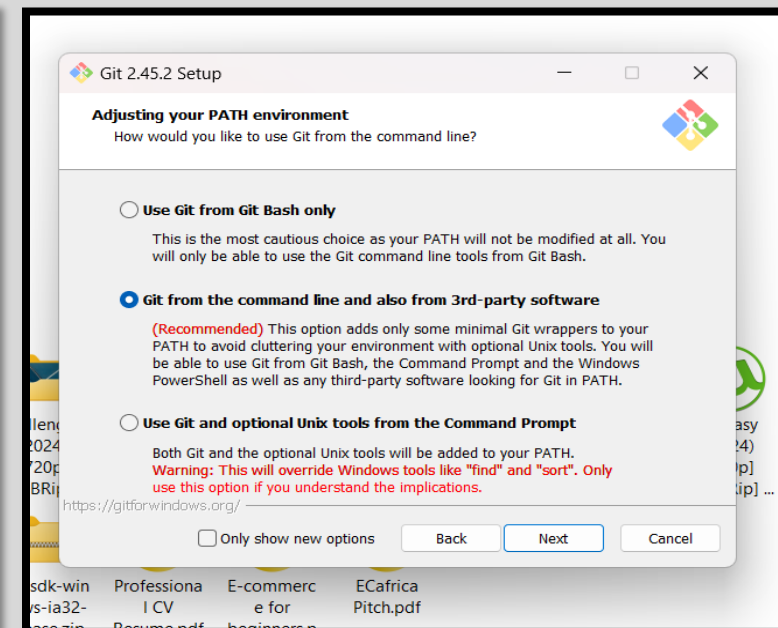 Git 2.45.2 Setup
Adjusting your PATH environment
How would you like to use Git from the command line?
Use Git from Git Bash only
This is the most cautious choice as your PATH will not be modified at all. You
will only be able to use the Git command line tools from Git Bash.
Git from the command line and also from 3rd-party software
(Recommended) This option adds only some minimal Git wrappers to your
PATH to avoid cluttering your environment with optional Unix tools. You will
be able to use Git from Git Bash, the Command Prompt and the Windows
PowerShell as well as any third-party software looking for Git in PATH.
Use Git and optional Unix tools from the Command Prompt
Both Git and the optional Unix tools will be added to your PATH.
Warning: This will override Windows tools like "find" and "sort". Only
use this option if you understand the implications.
https://gitforwindows.org/
Only show new options
Back
Next
Cancel
2024
720p
24)
sdk-win
ia32-
Professiona
l CV
Resume.pdf
E-commerc
e for
beginners.p
ECafrica
Pitch.pdf